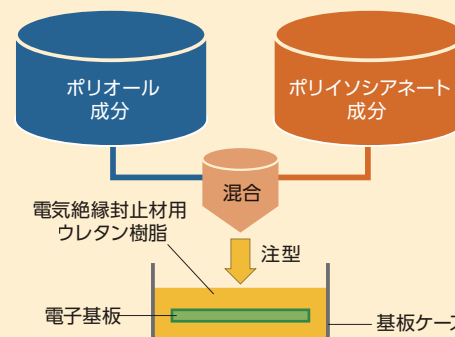 ポリオール
成分
ポリイソシアネート
成分
混合
電気絶縁封止材用
ウレタン樹脂
注型
電子基板
基板ケース